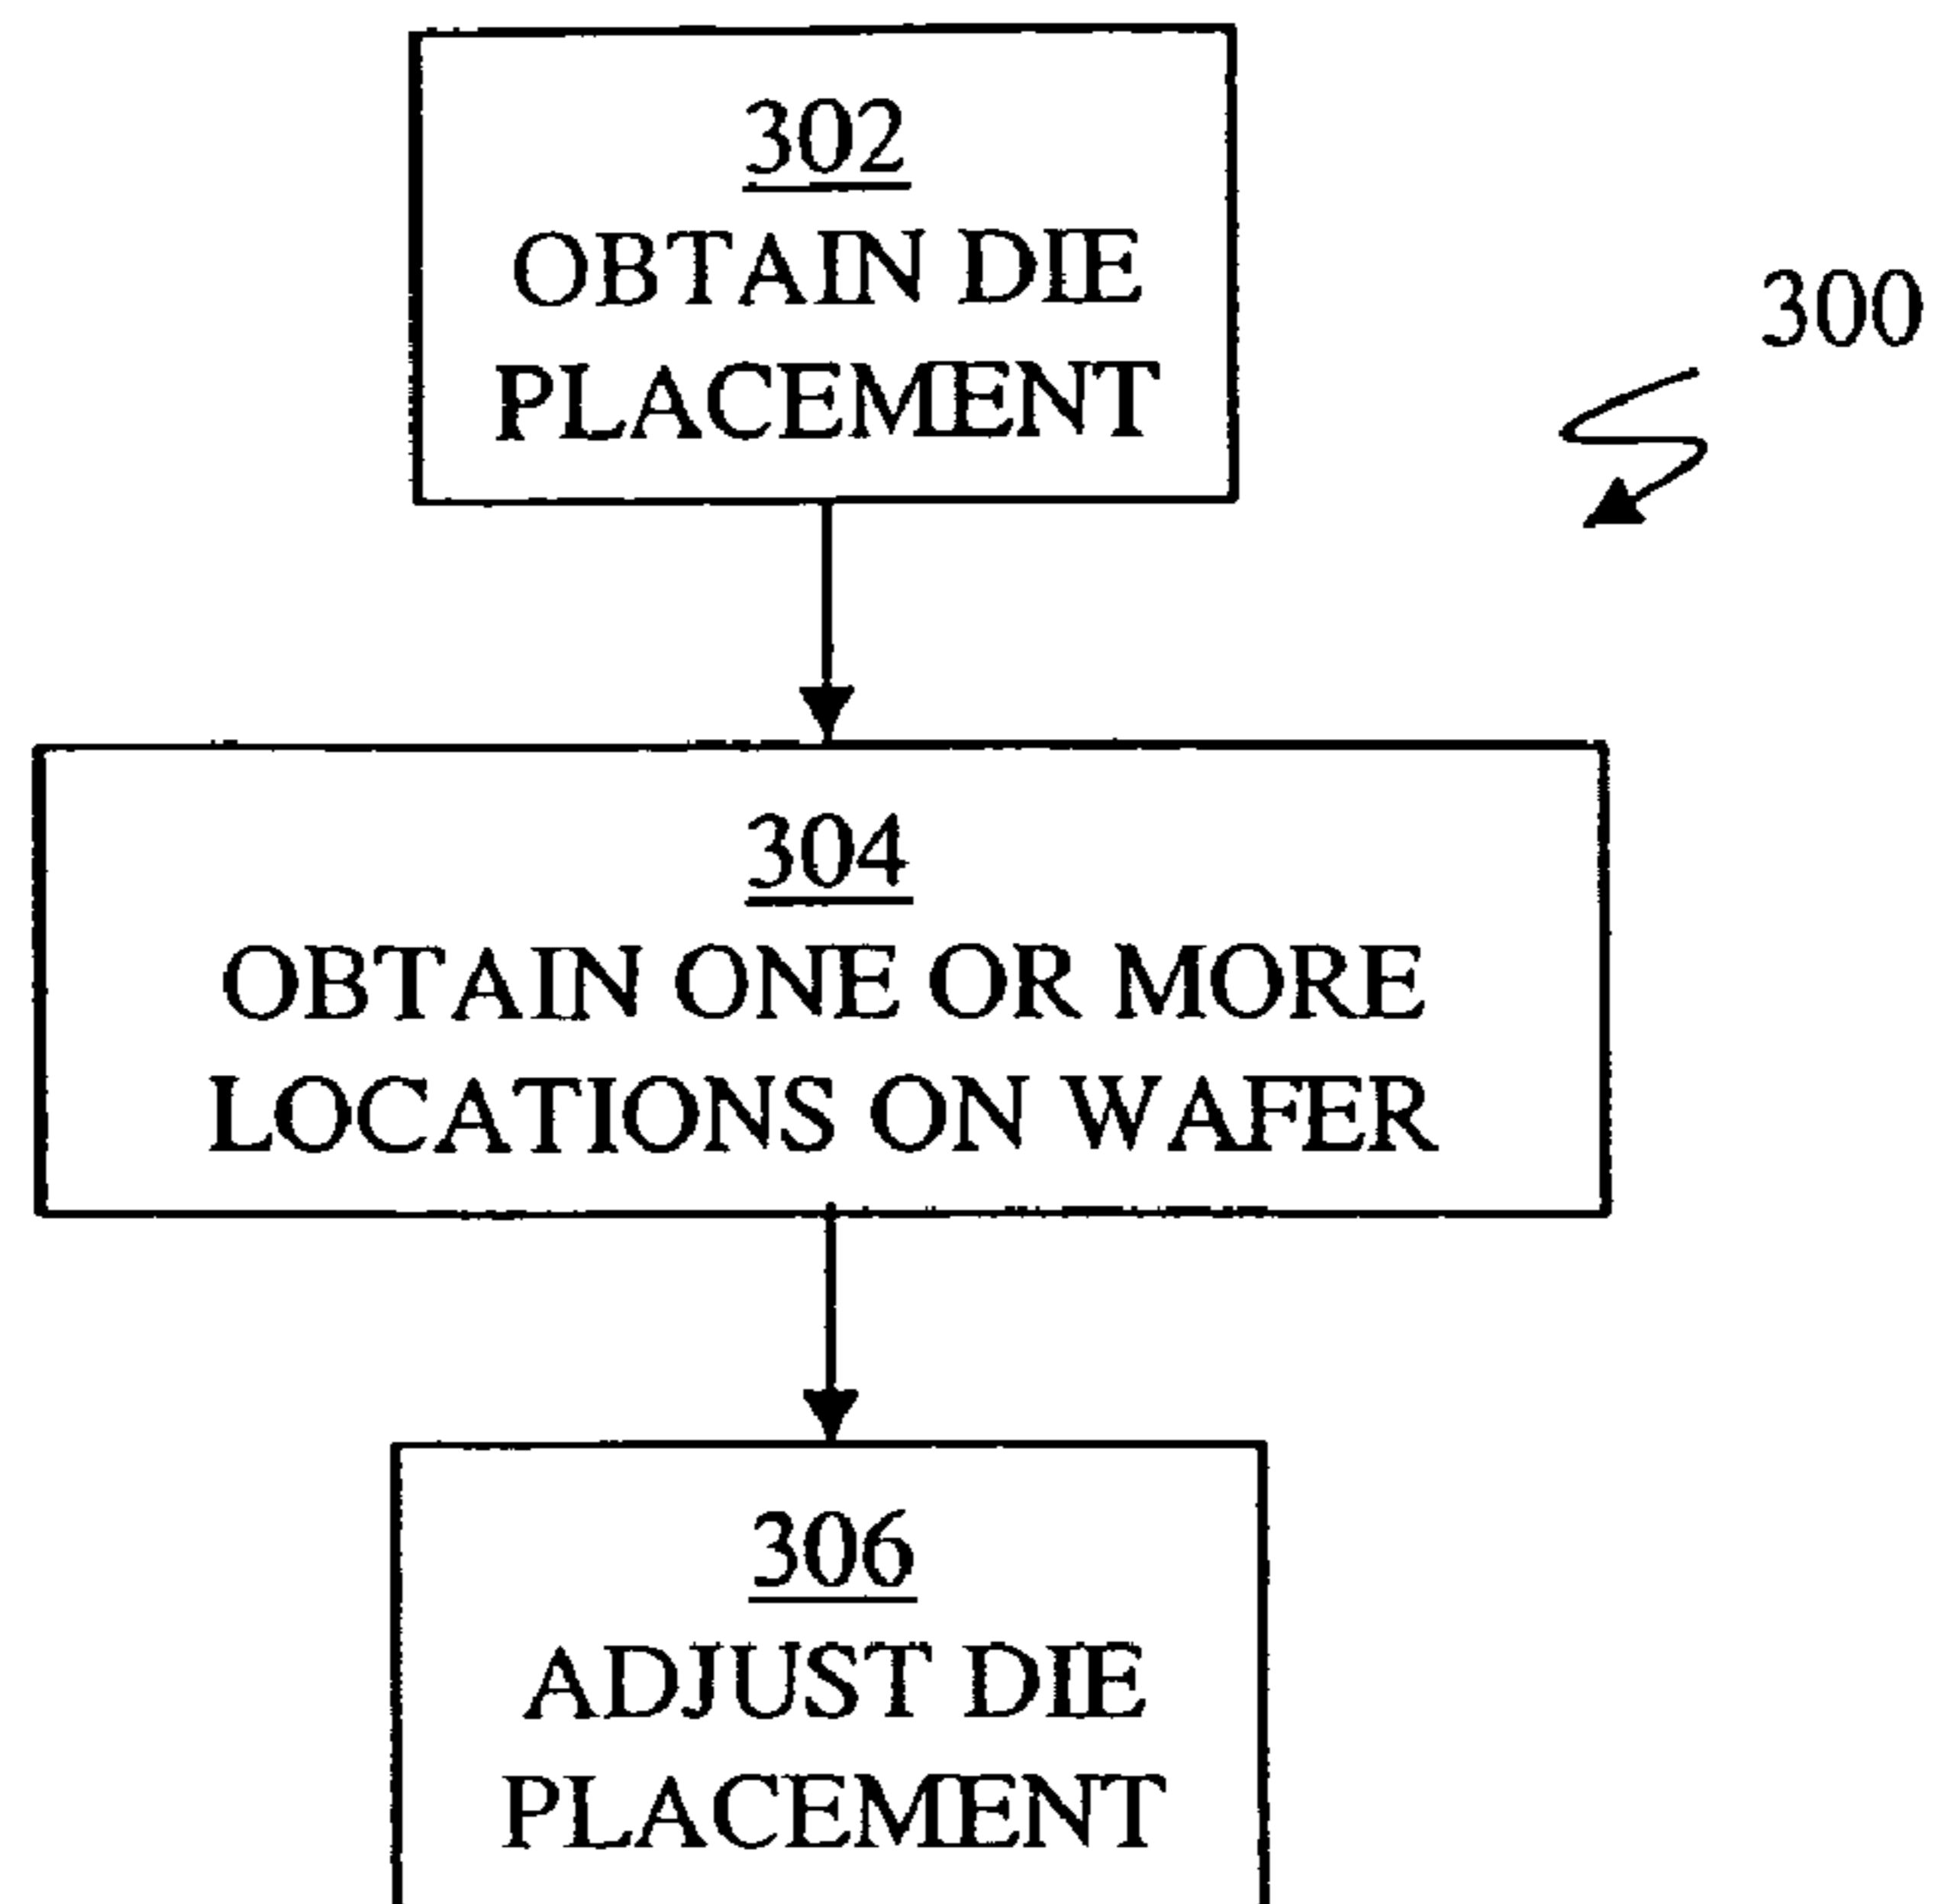 302
OBTAIN DIE
PLACEMENT
300
304
OBTAIN ONE OR MORE
LOCATIONS ON WAFER
306
ADJUST DIE
PLACEMENT